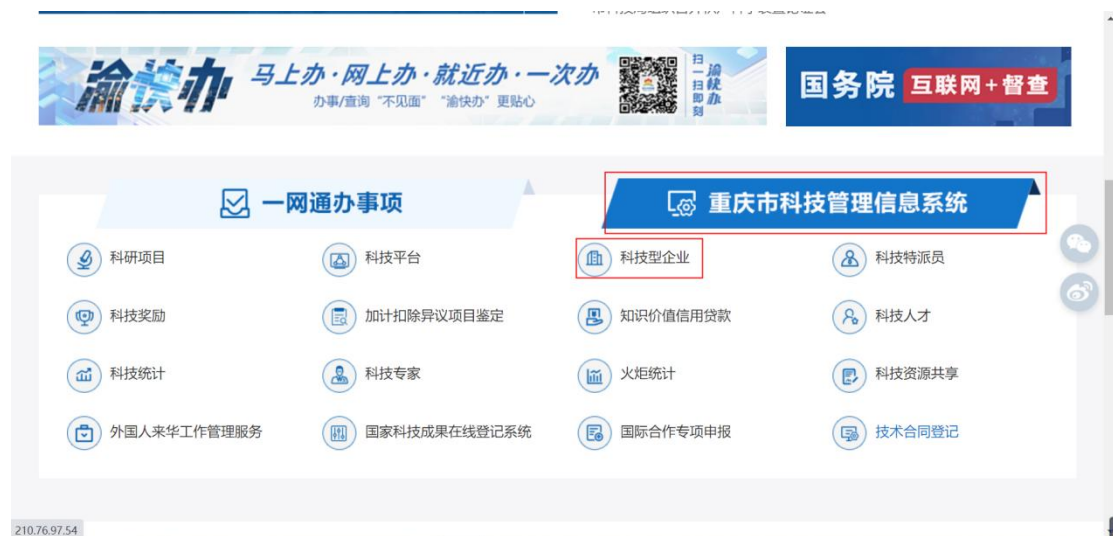 渝快办
马上办·网上办·就近办·一次办
办事/查询 “不见面” “渝快办” 更贴心
扫一扫即刻
渝快办
国务院 互联网+督查
一网通办事项
重庆市科技管理信息系统
科研项目
科技平台
科技型企业
科技特派员
科技奖励
加计扣除异议项目鉴定
知识价值信用贷款
科技人才
科技统计
科技专家
火炬统计
科技资源共享
外国人来华工作管理服务
国家科技成果在线登记系统
国际合作专项申报
技术合同登记
210.76.97.54